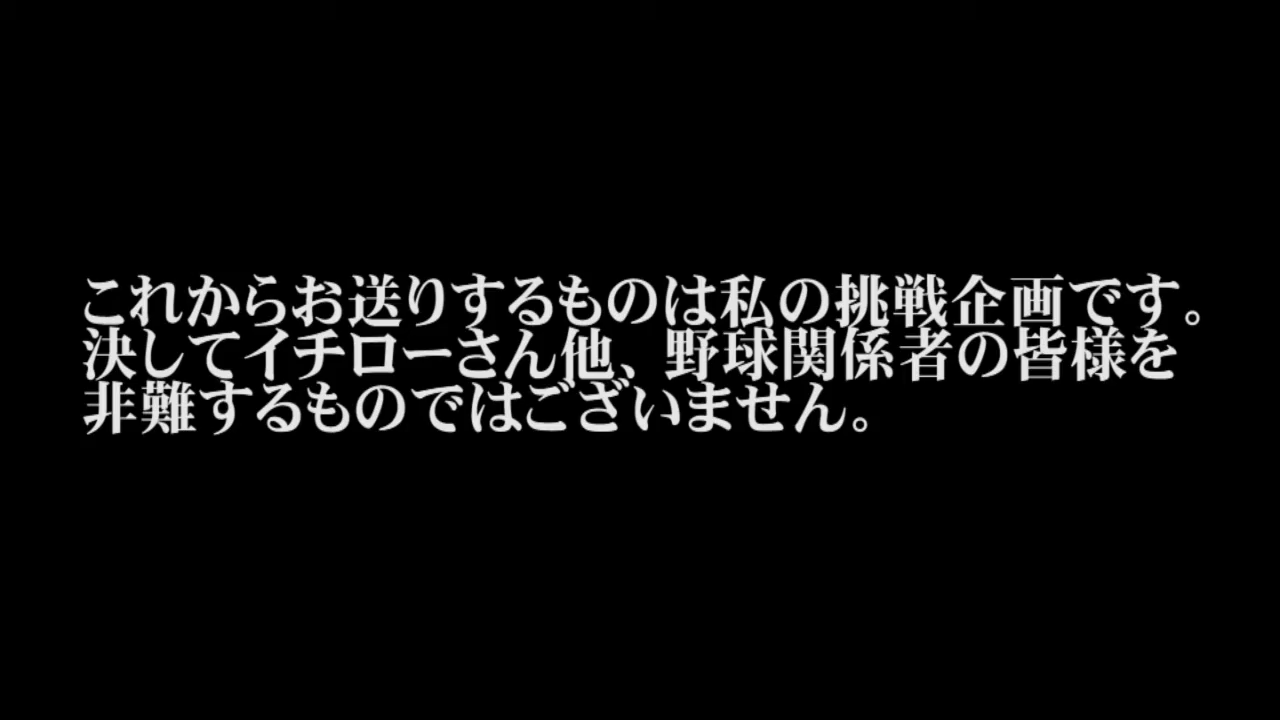 これからお送りするものは私の挑戦企画です。
決してイチローさん他、野球関係者の皆様を
非難するものではございません。